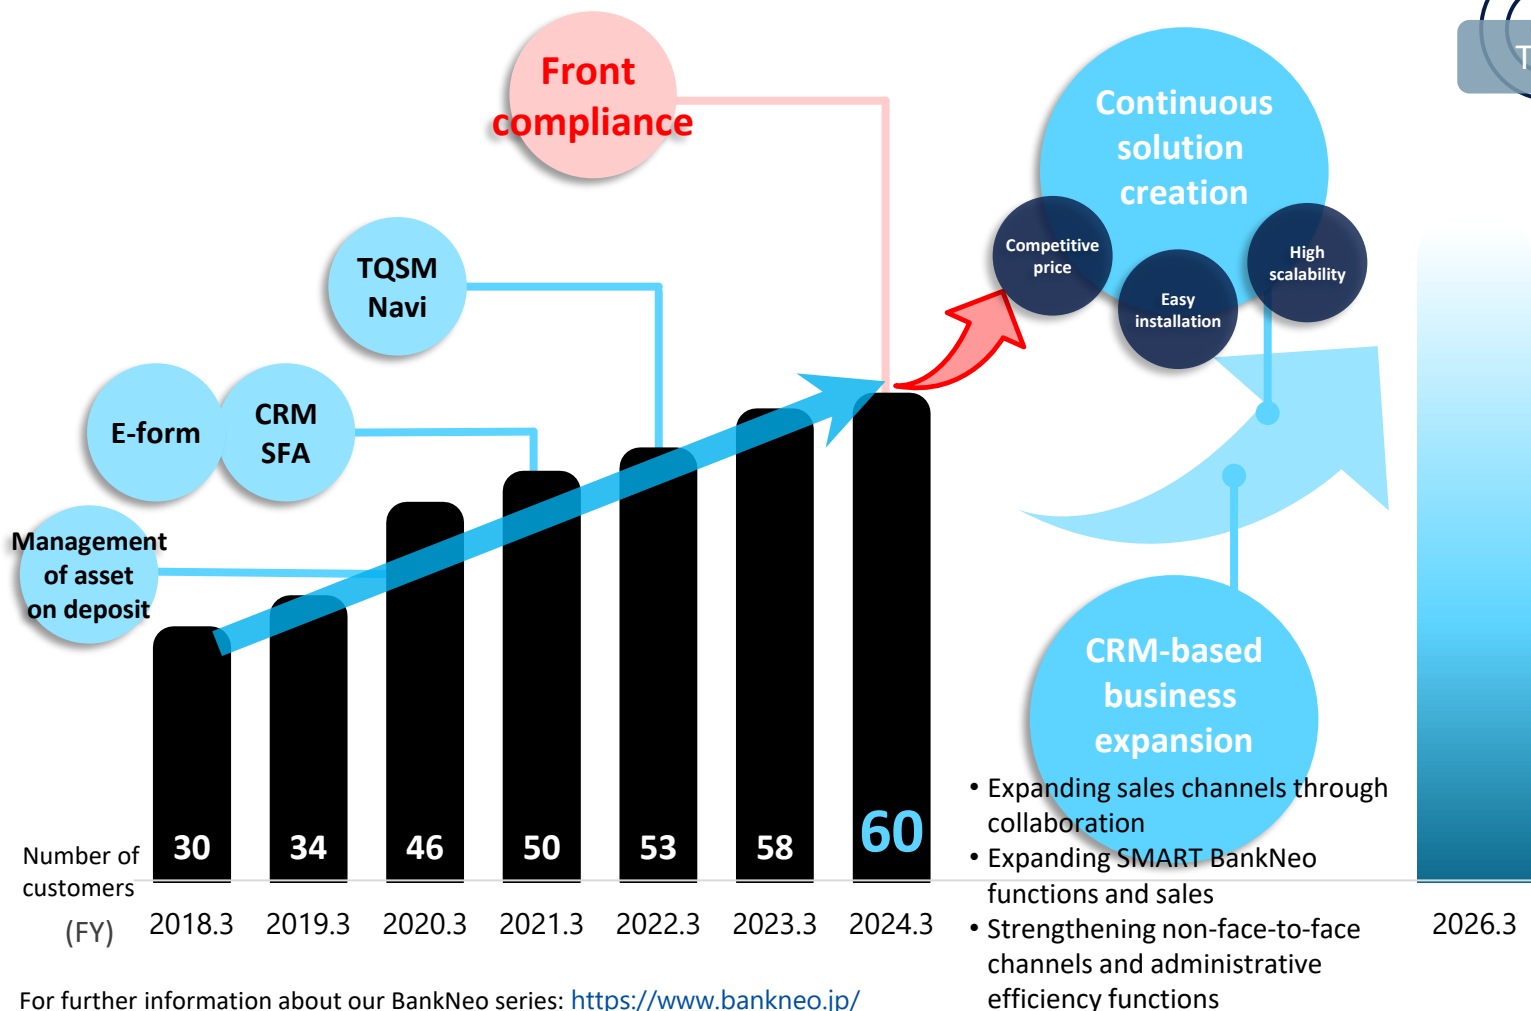 Front
compliance
Continuous
solution
creation
Competitive
price
Easy
installation
High
scalability
TQSM
Navi
E-form
CRM
SFA
Management
of asset
on deposit
CRM-based
business
expansion
• Expanding sales channels through
collaboration
• Expanding SMART BankNeo
functions and sales
• Strengthening non-face-to-face
channels and administrative
efficiency functions
Number of
customers
30 34 46 50 53 58 60
(FY) 2018.3 2019.3 2020.3 2021.3 2022.3 2023.3 2024.3 2026.3
For further information about our BankNeo series: https://www.bankneo.jp/